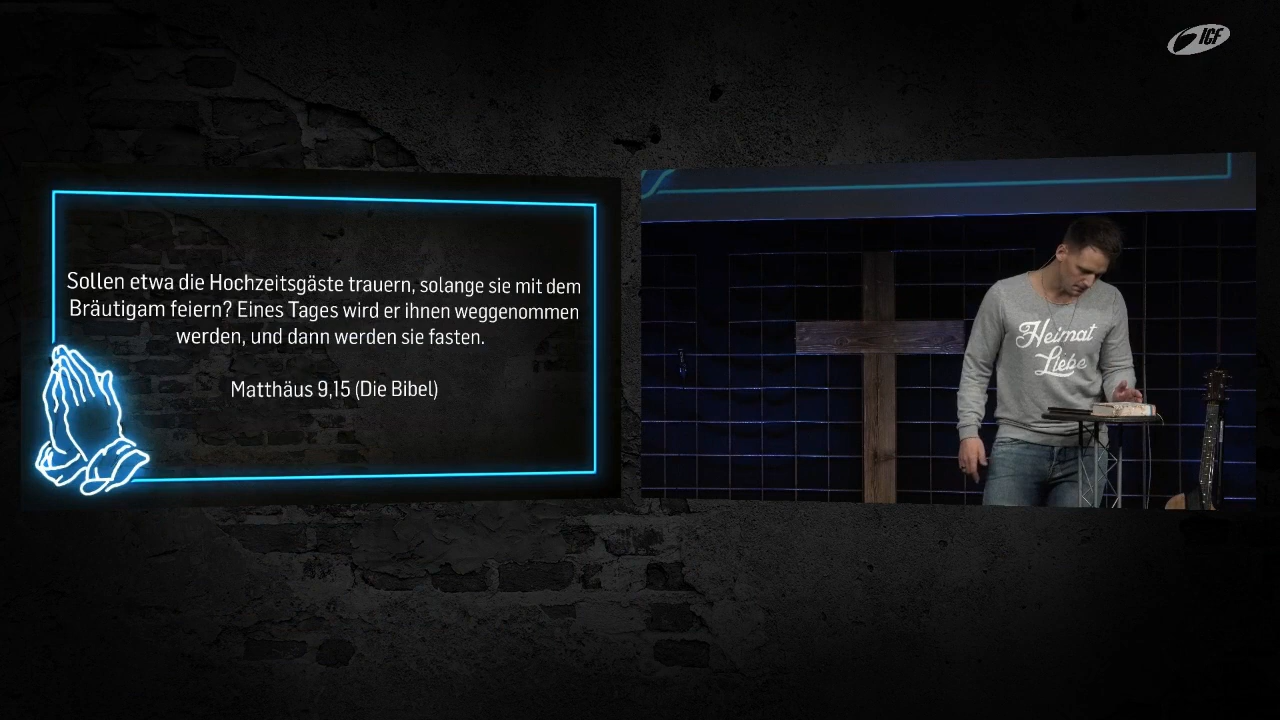 ICF
Sollen etwa die Hochzeitsgäste trauern, solange sie mit dem
Bräutigam feiern? Eines Tages wird er ihnen weggenommen
werden, und dann werden sie fasten.
Matthäus 9,15 (Die Bibel)
Heimat
Liebe